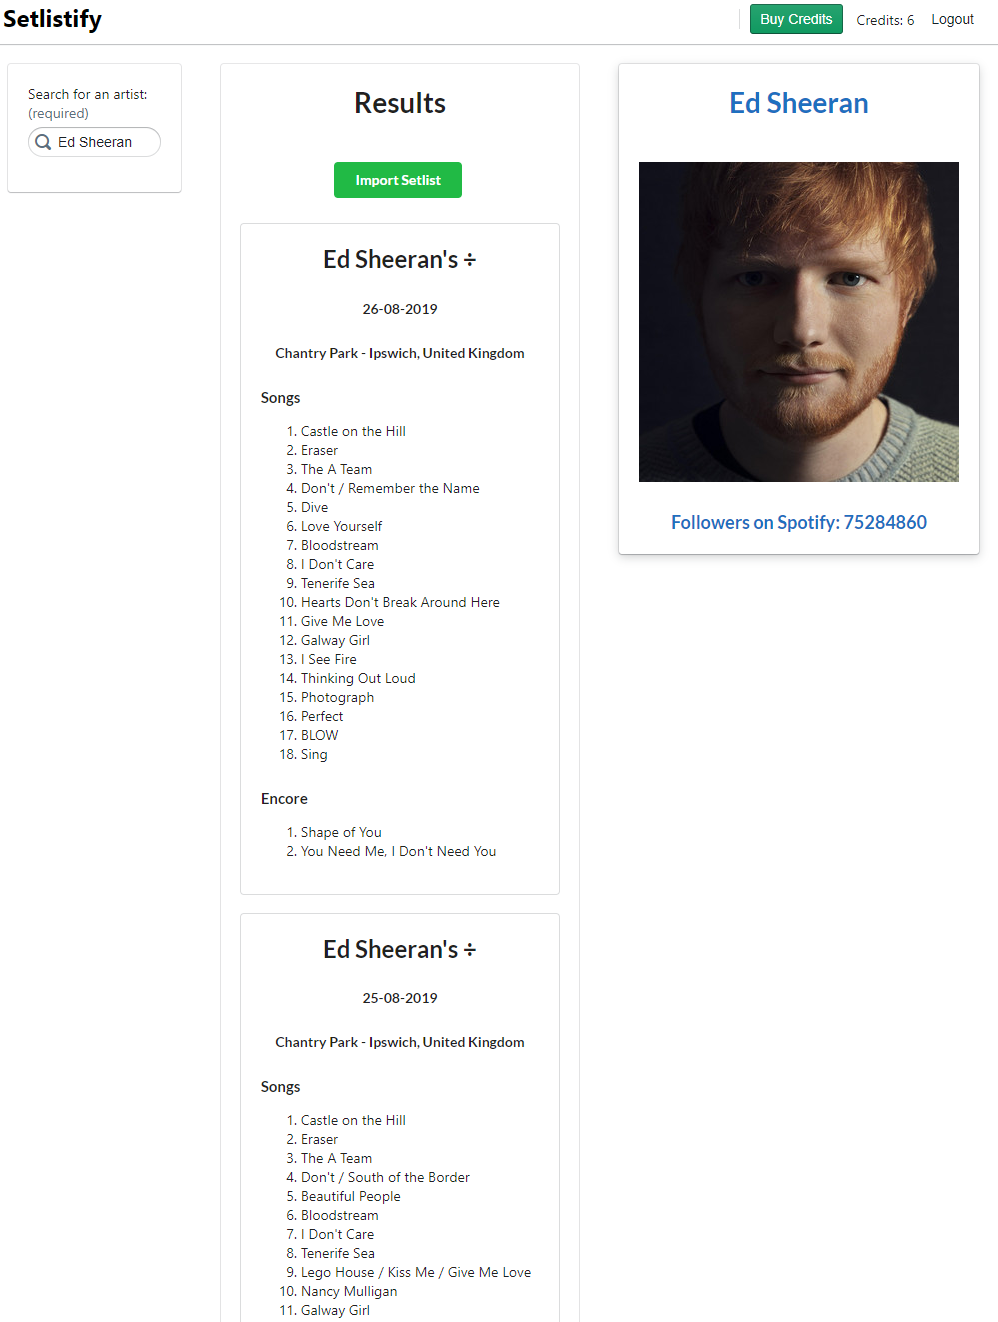 Setlistify
Buy Credits
Credits: 6
Logout
Search for an artist:
(required)
Ed Sheeran
Results
Import Setlist
Ed Sheeran's ÷
26-08-2019
Chantry Park - Ipswich, United Kingdom
Songs
1. Castle on the Hill
2. Eraser
3. The A Team
4. Don't / Remember the Name
5. Dive
6. Love Yourself
7. Bloodstream
8. I Don't Care
9. Tenerife Sea
10. Hearts Don't Break Around Here
11. Give Me Love
12. Galway Girl
13. I See Fire
14. Thinking Out Loud
15. Photograph
16. Perfect
17. BLOW
18. Sing
Encore
1. Shape of You
2. You Need Me, I Don't Need You
Ed Sheeran's ÷
25-08-2019
Chantry Park - Ipswich, United Kingdom
Songs
1. Castle on the Hill
2. Eraser
3. The A Team
4. Don't / South of the Border
5. Beautiful People
6. Bloodstream
7. I Don't Care
8. Tenerife Sea
9. Lego House / Kiss Me / Give Me Love
10. Nancy Mulligan
11. Galway Girl
Ed Sheeran
Followers on Spotify: 75284860